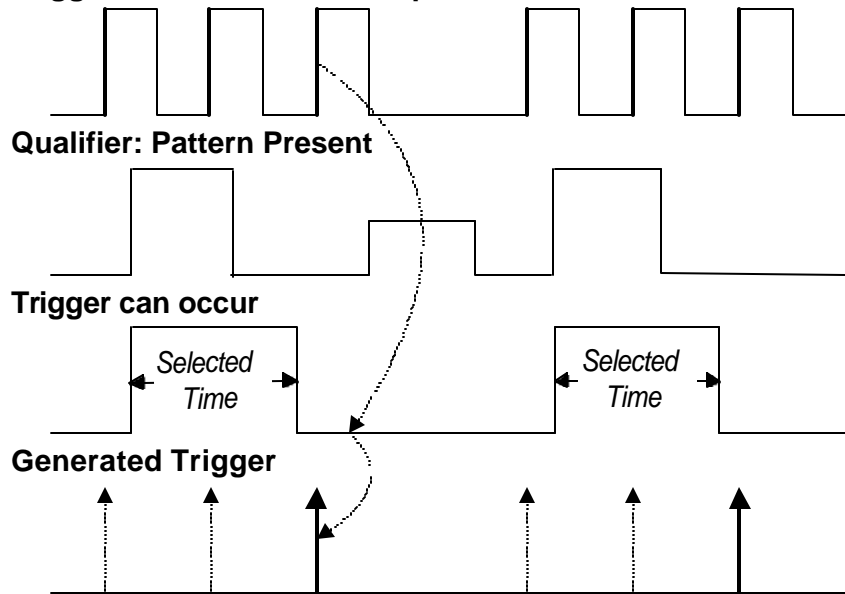 Qualifier: Pattern Present
Trigger can occur
Selected
Time
Selected
Time
Generated Trigger